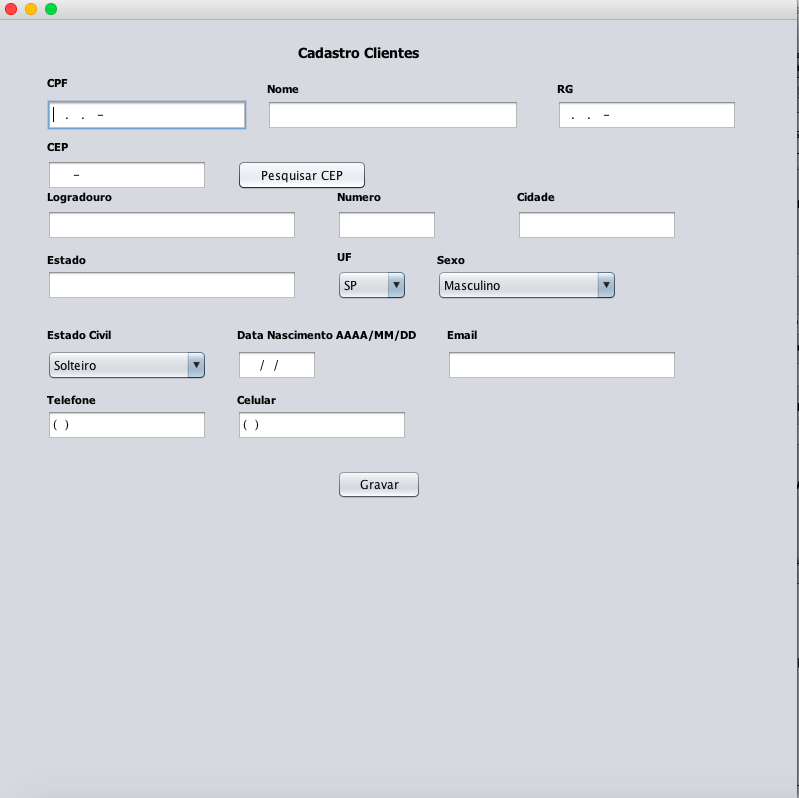 Cadastro Clientes
CPF Nome RG
. . - . . -
CEP
- Pesquisar CEP
Logradouro Numero Cidade
Estado UF Sexo
SP Masculino
Estado Civil Data Nascimento AAAA/MM/DD Email
Solteiro / /
Telefone Celular
( ) ( )
Gravar